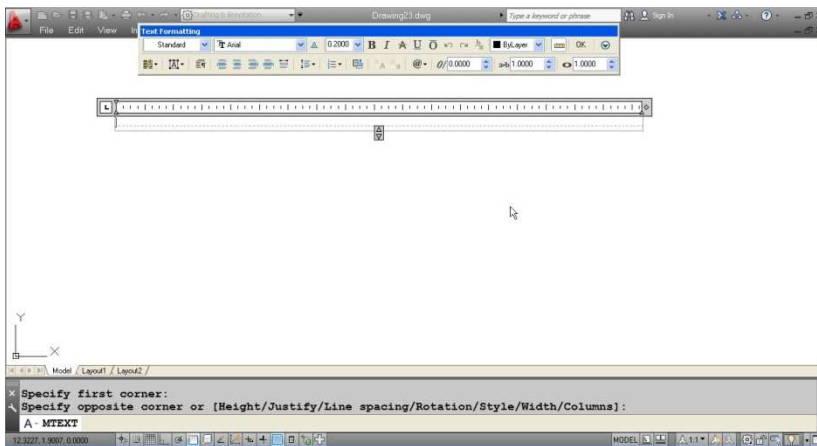 Drafting & Annotation Drawing23.dwg Type a keyword or phrase Sign In
File Edit View
Text Formatting
Standard Arial 0.2000 B I A U O ByLayer OK
A @ 0/ 0.0000 a-b 1.0000 1.0000
L
Y
X
Model / Layout1 / Layout2 /
Specify first corner:
Specify opposite corner or [Height/Justify/Line spacing/Rotation/Style/Width/Columns]:
A - MTEXT
12.3227, 1.9007, 0.0000 MODEL 1:1